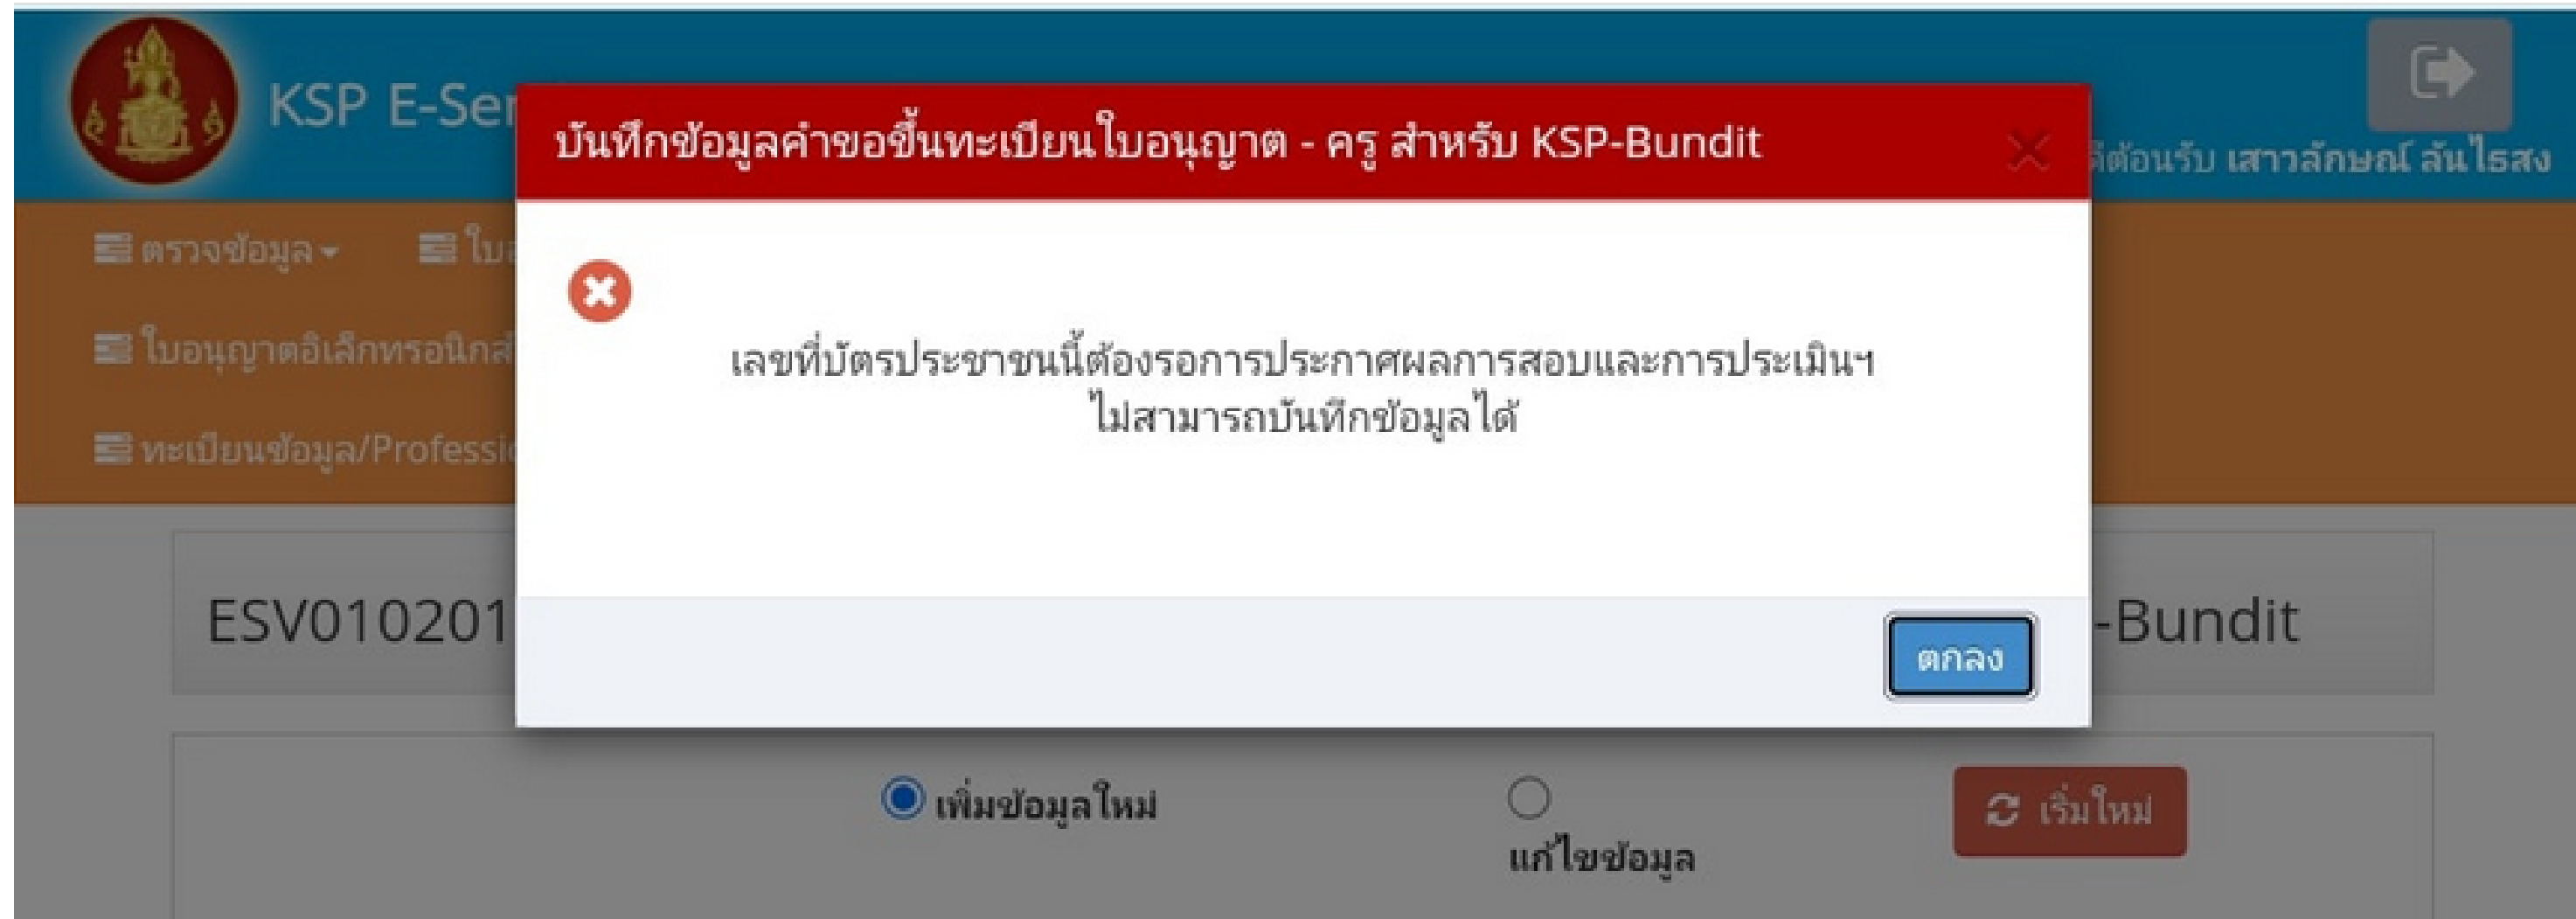 KSP E-Ser
บันทึกข้อมูลคำขอขึ้นทะเบียนใบอนุญาต - ครู สำหรับ KSP-Bundit
ดีต้อนรับ เสาวลักษณ์ ลันไธสง
ตรวจข้อมูล
ใบอ
ใบอนุญาตอิเล็กทรอนิกส์
เลขที่บัตรประชาชนนี้ต้องรอการประกาศผลการสอบและการประเมินฯ
ไม่สามารถบันทึกข้อมูลได้
ทะเบียนข้อมูล/Professio
ESV010201
-Bundit
ตกลง
เพิ่มข้อมูลใหม่
แก้ไขข้อมูล
เริ่มใหม่